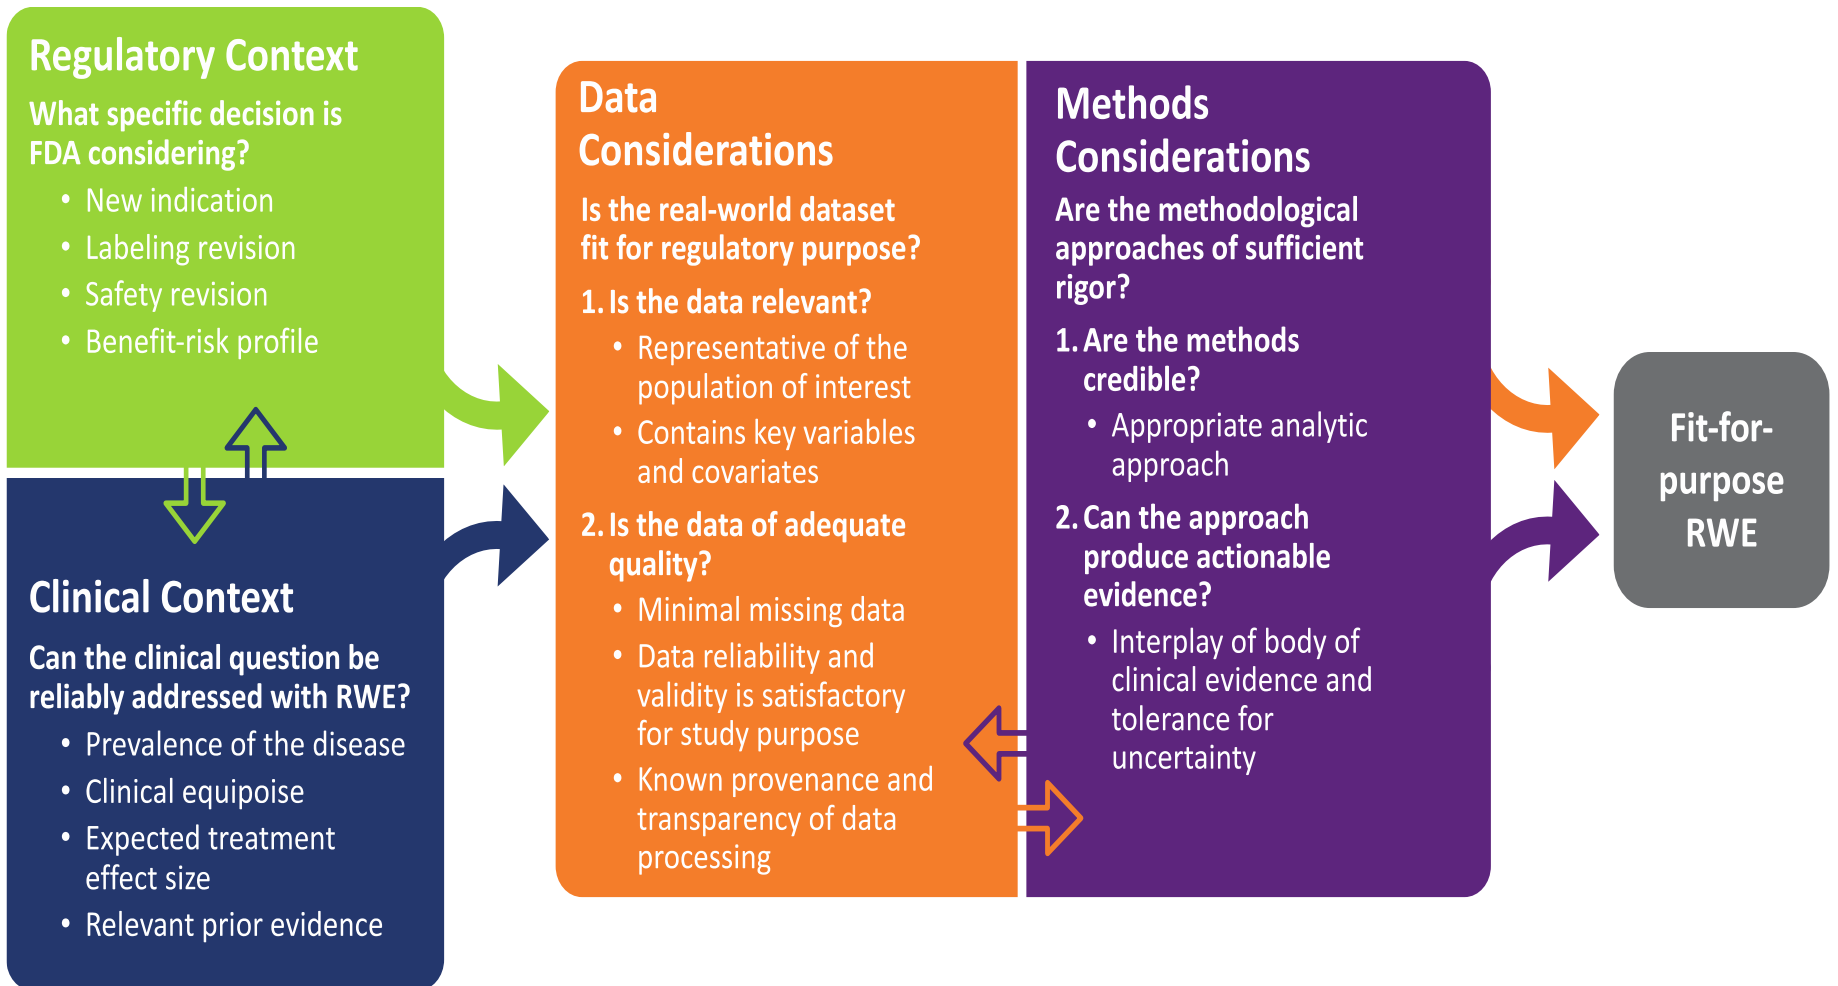 Regulatory Context
What specific decision is
FDA considering?
• New indication
• Labeling revision
• Safety revision
• Benefit-risk profile
Clinical Context
Can the clinical question be
reliably addressed with RWE?
• Prevalence of the disease
• Clinical equipoise
• Expected treatment
effect size
• Relevant prior evidence
Data
Considerations
Is the real-world dataset
fit for regulatory purpose?
1. Is the data relevant?
• Representative of the
population of interest
• Contains key variables
and covariates
2. Is the data of adequate
quality?
• Minimal missing data
• Data reliability and
validity is satisfactory
for study purpose
• Known provenance and
transparency of data
processing
Methods
Considerations
Are the methodological
approaches of sufficient
rigor?
1. Are the methods
credible?
• Appropriate analytic
approach
2. Can the approach
produce actionable
evidence?
• Interplay of body of
clinical evidence and
tolerance for
uncertainty
Fit-for-
purpose
RWE